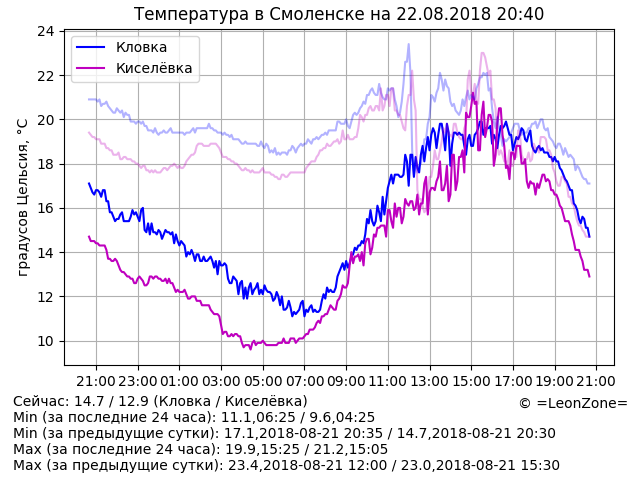 Температура в Смоленске на 22.08.2018 20:40
Кловка
Киселёвка
градусов Цельсия, °C
24
22
20
18
16
14
12
10
21:00 23:00 01:00 03:00 05:00 07:00 09:00 11:00 13:00 15:00 17:00 19:00 21:00
Сейчас: 14.7 / 12.9 (Кловка / Киселёвка)
© =LeonZone=
Min (за последние 24 часа): 11.1,06:25 / 9.6,04:25
Min (за предыдущие сутки): 17.1,2018-08-21 20:35 / 14.7,2018-08-21 20:30
Max (за последние 24 часа): 19.9,15:25 / 21.2,15:05
Max (за предыдущие сутки): 23.4,2018-08-21 12:00 / 23.0,2018-08-21 15:30